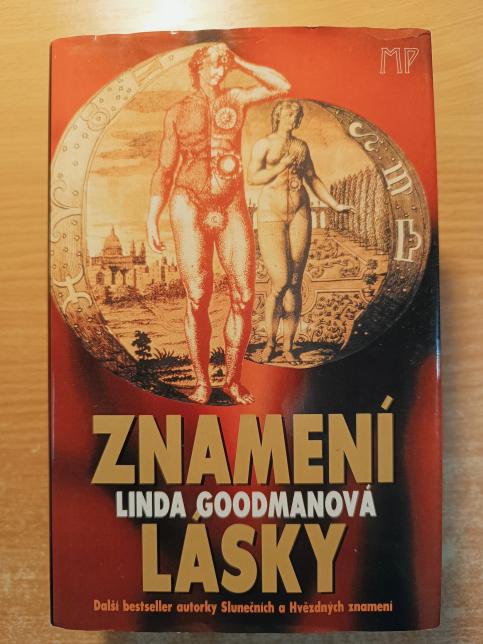 MP
ZNAMENÍ
LINDA GOODMANOVÁ
LÁSKY
Další bestseller autorky Slunečních a Hvězdných znamení